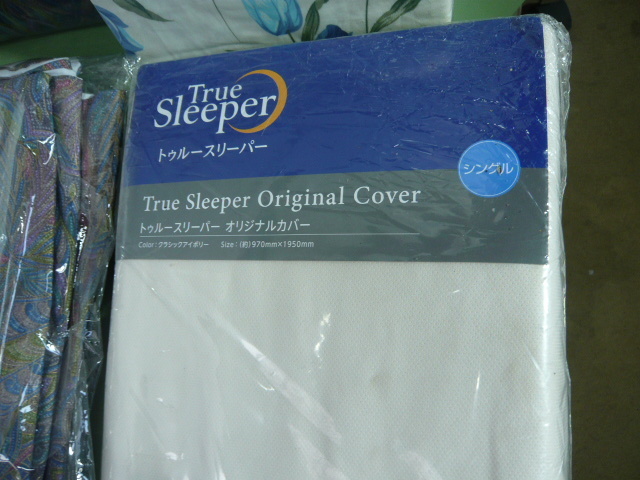 True
Sleeper
トゥルースリーパー
シングル
True Sleeper Original Cover
トゥルースリーパー オリジナルカバー
Color：クラシックアイボリー Size：(約)970mm×1950mm